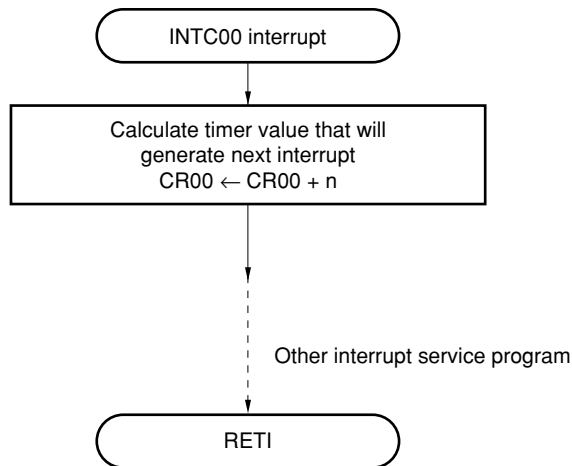 INTC00 interrupt
Calculate timer value that will
generate next interrupt
CR00 ← CR00 + n
Other interrupt service program
RETI